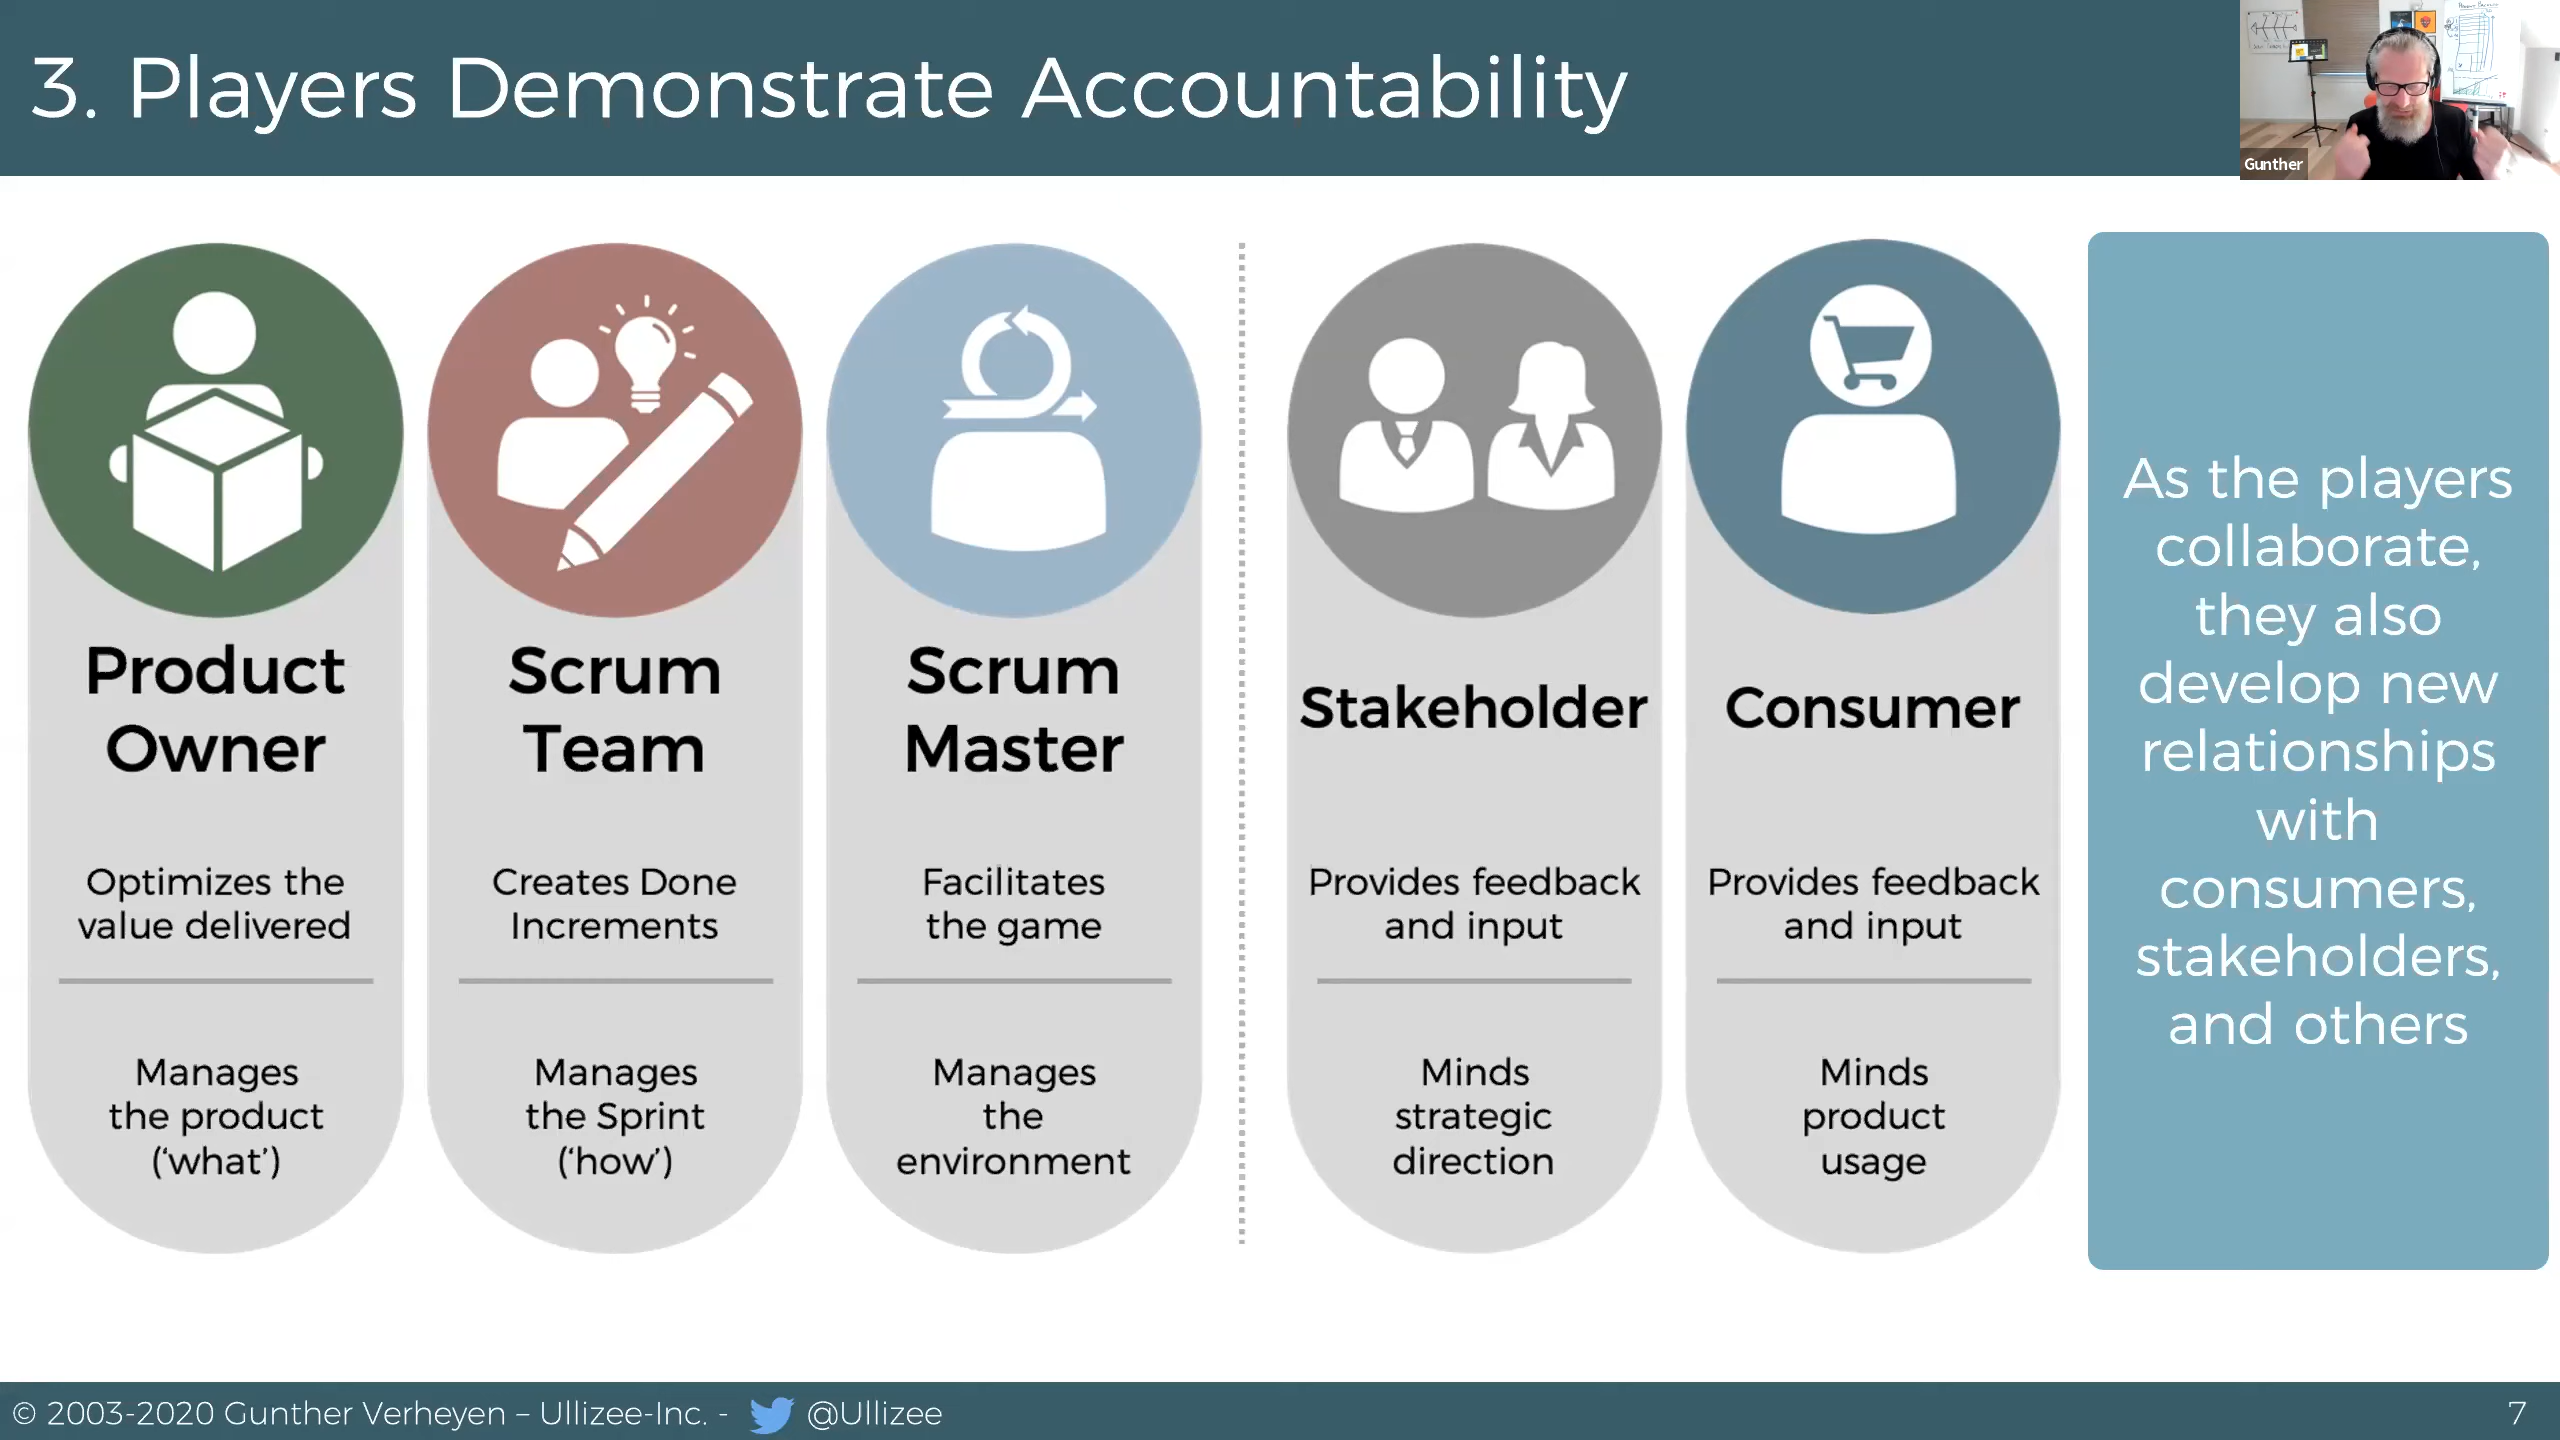 3. Players Demonstrate Accountability
Gunther
Product
Owner
Optimizes the
value delivered
Manages
the product
(‘what’)
Scrum
Team
Creates Done
Increments
Manages
the Sprint
(‘how’)
Scrum
Master
Facilitates
the game
Manages
the
environment
Stakeholder
Provides feedback
and input
Minds
strategic
direction
Consumer
Provides feedback
and input
Minds
product
usage
As the players
collaborate,
they also
develop new
relationships
with
consumers,
stakeholders,
and others
© 2003-2020 Gunther Verheyen – Ullizee-Inc. - @Ullizee
7